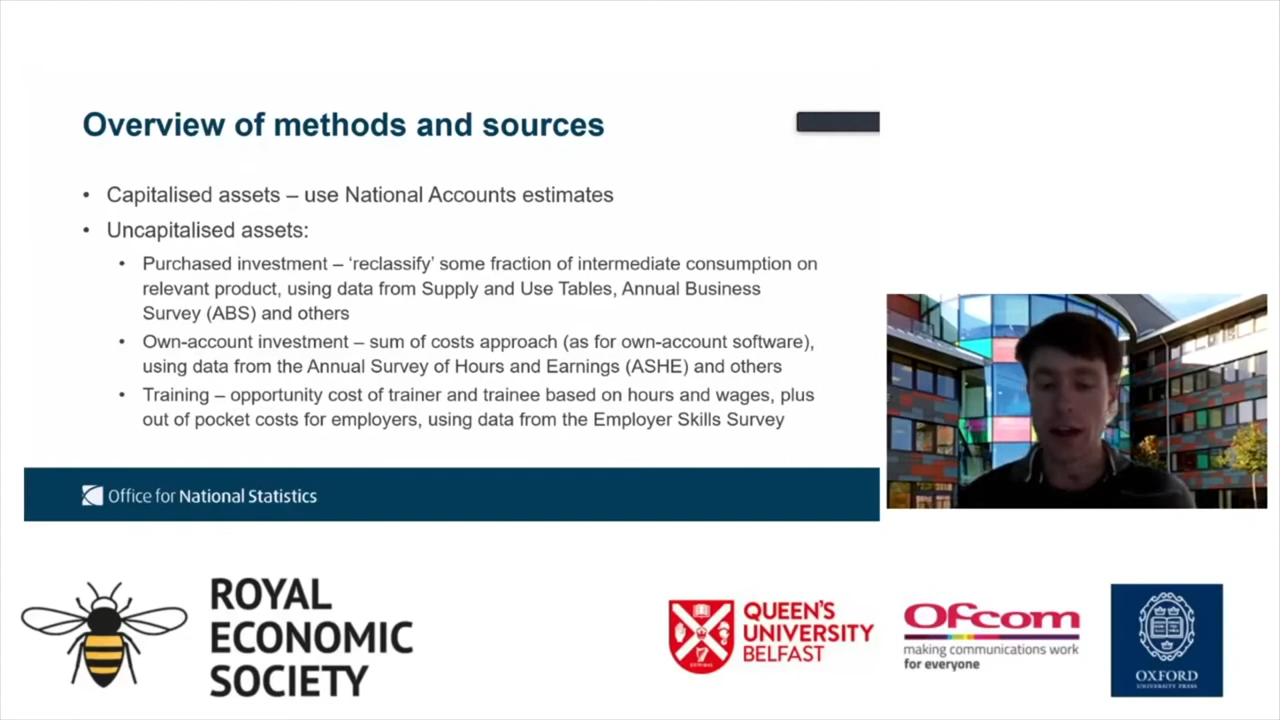 Overview of methods and sources
• Capitalised assets – use National Accounts estimates
• Uncapitalised assets:
• Purchased investment – ‘reclassify’ some fraction of intermediate consumption on
relevant product, using data from Supply and Use Tables, Annual Business
Survey (ABS) and others
• Own-account investment – sum of costs approach (as for own-account software),
using data from the Annual Survey of Hours and Earnings (ASHE) and others
• Training – opportunity cost of trainer and trainee based on hours and wages, plus
out of pocket costs for employers, using data from the Employer Skills Survey
Office for National Statistics
ROYAL
ECONOMIC
SOCIETY
QUEEN'S
UNIVERSITY
BELFAST
Ofcom
making communications work
for everyone
OXFORD
UNIVERSITY PRESS